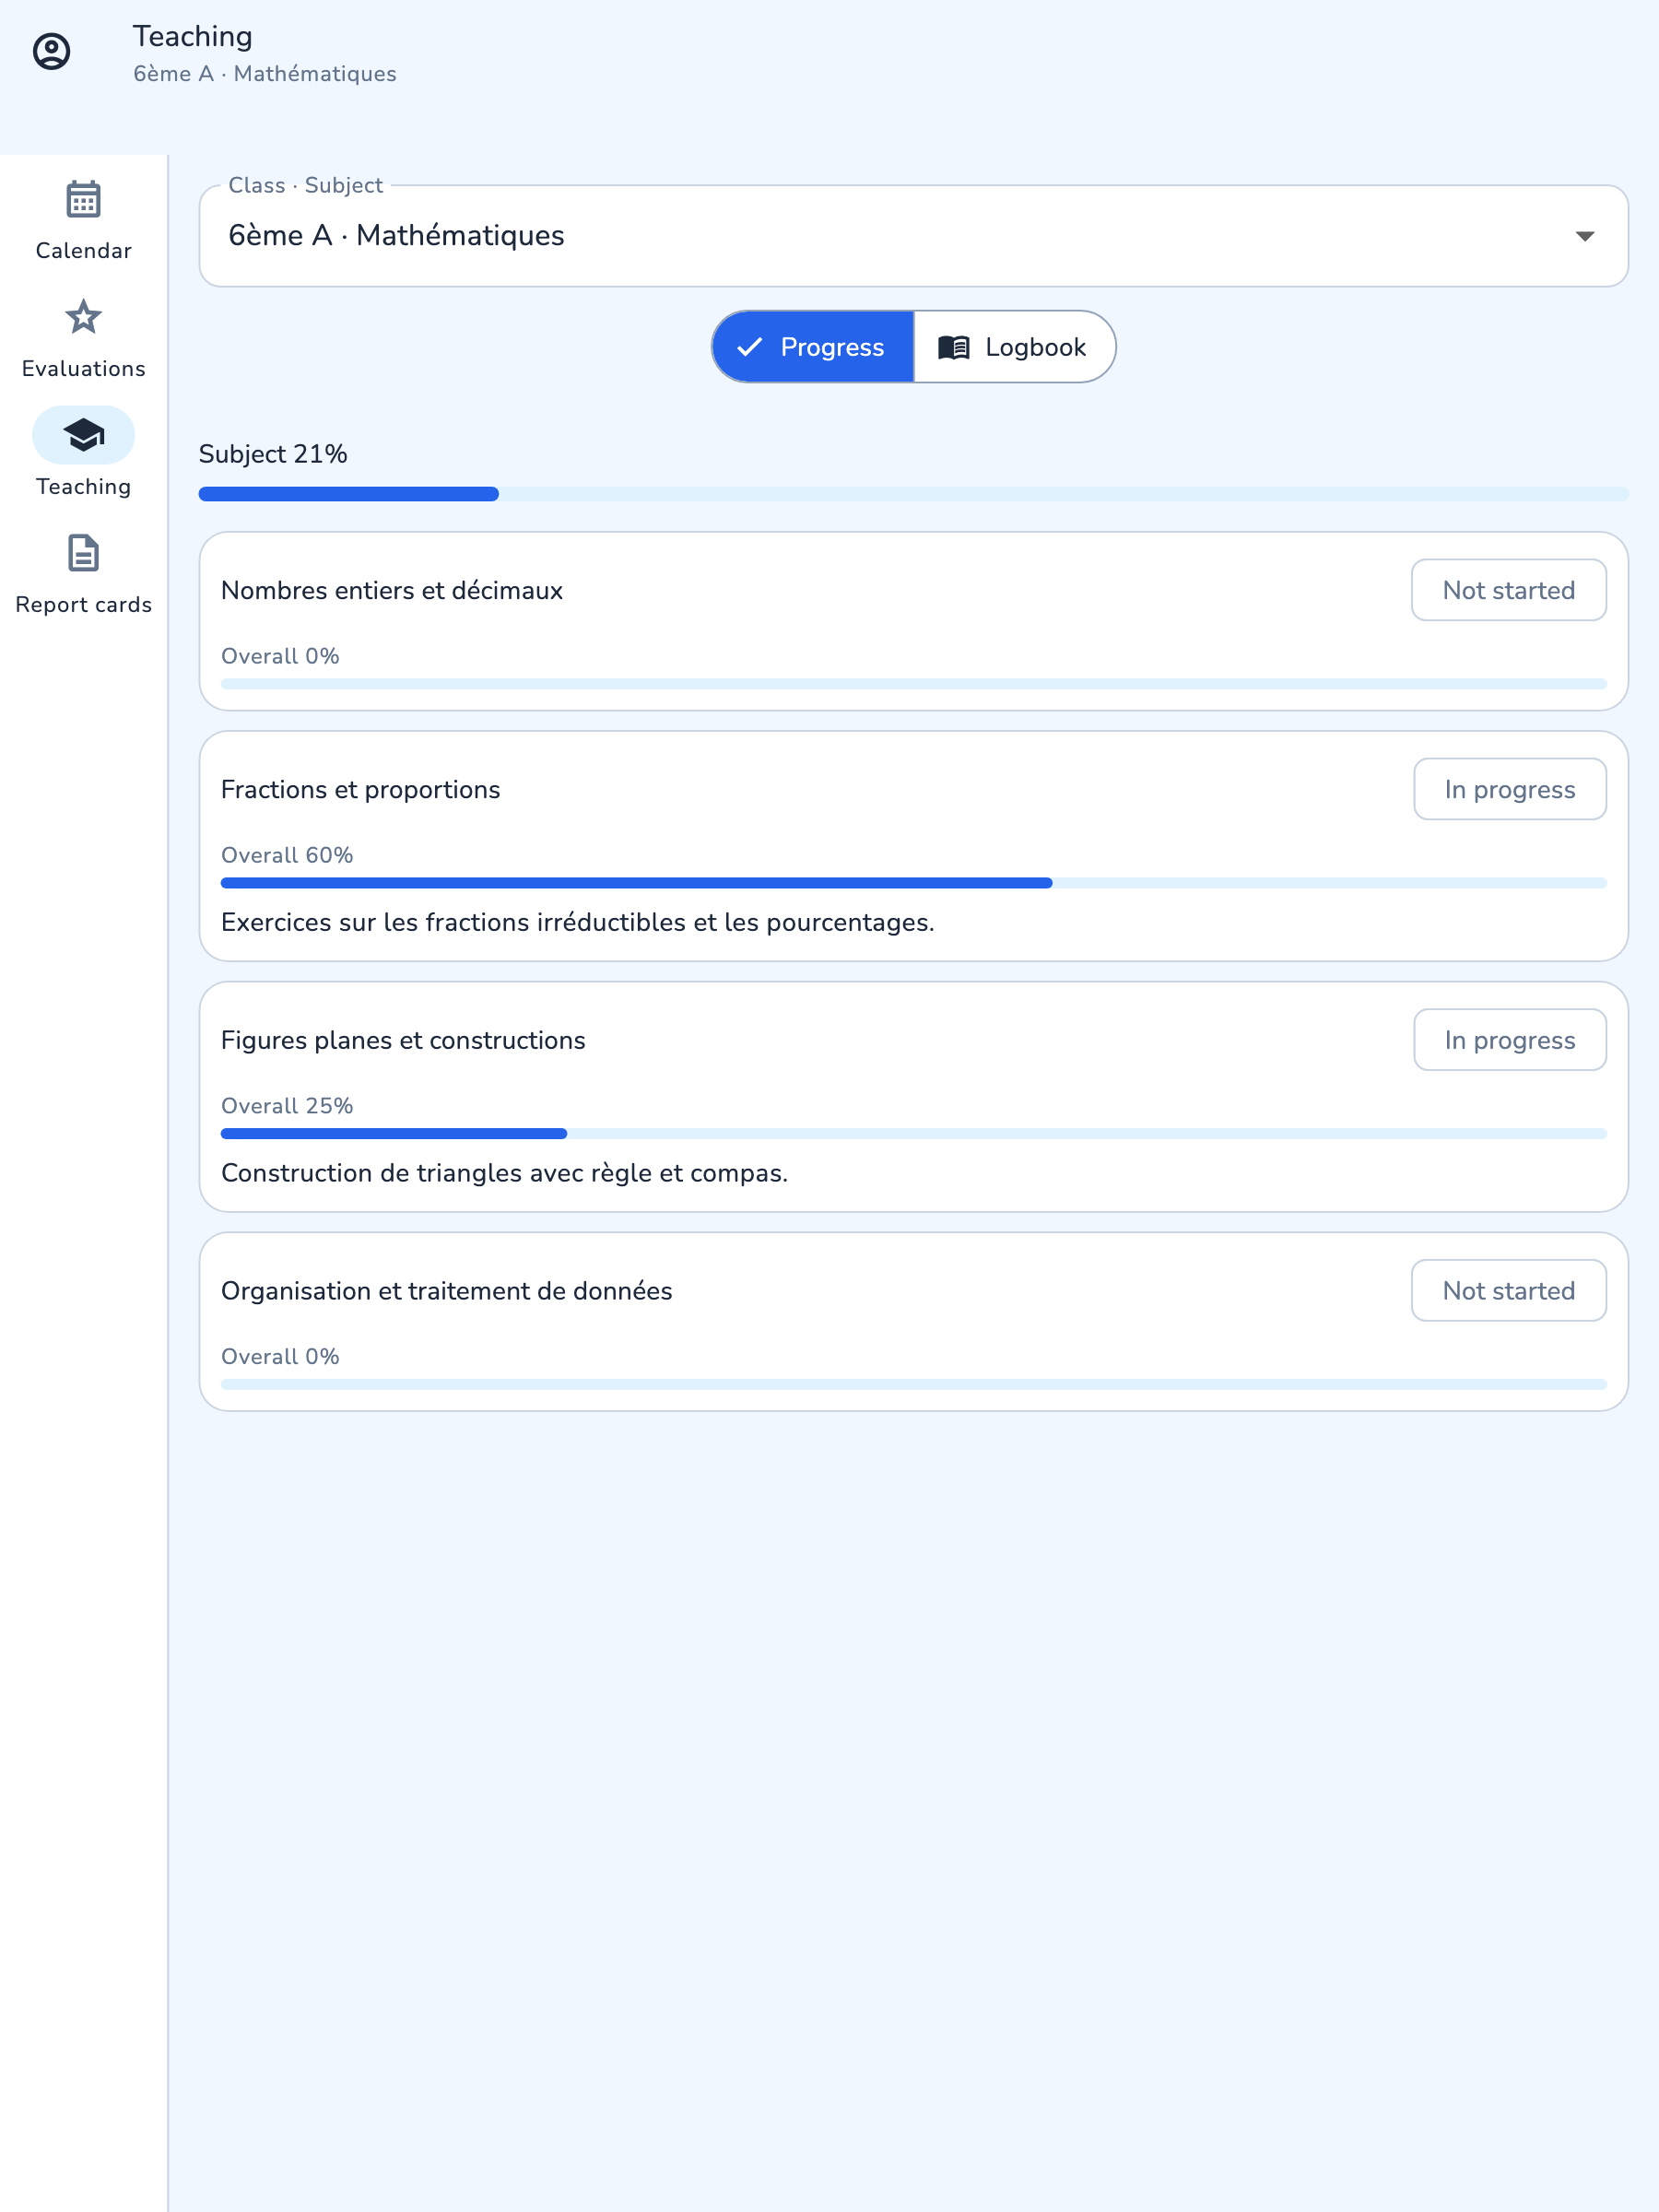 Teaching
6ème A · Mathématiques
Calendar
Evaluations
Teaching
Report cards
Class · Subject
6ème A · Mathématiques
Progress
Logbook
Subject 21%
Nombres entiers et décimaux
Not started
Overall 0%
Fractions et proportions
In progress
Overall 60%
Exercices sur les fractions irréductibles et les pourcentages.
Figures planes et constructions
In progress
Overall 25%
Construction de triangles avec règle et compas.
Organisation et traitement de données
Not started
Overall 0%